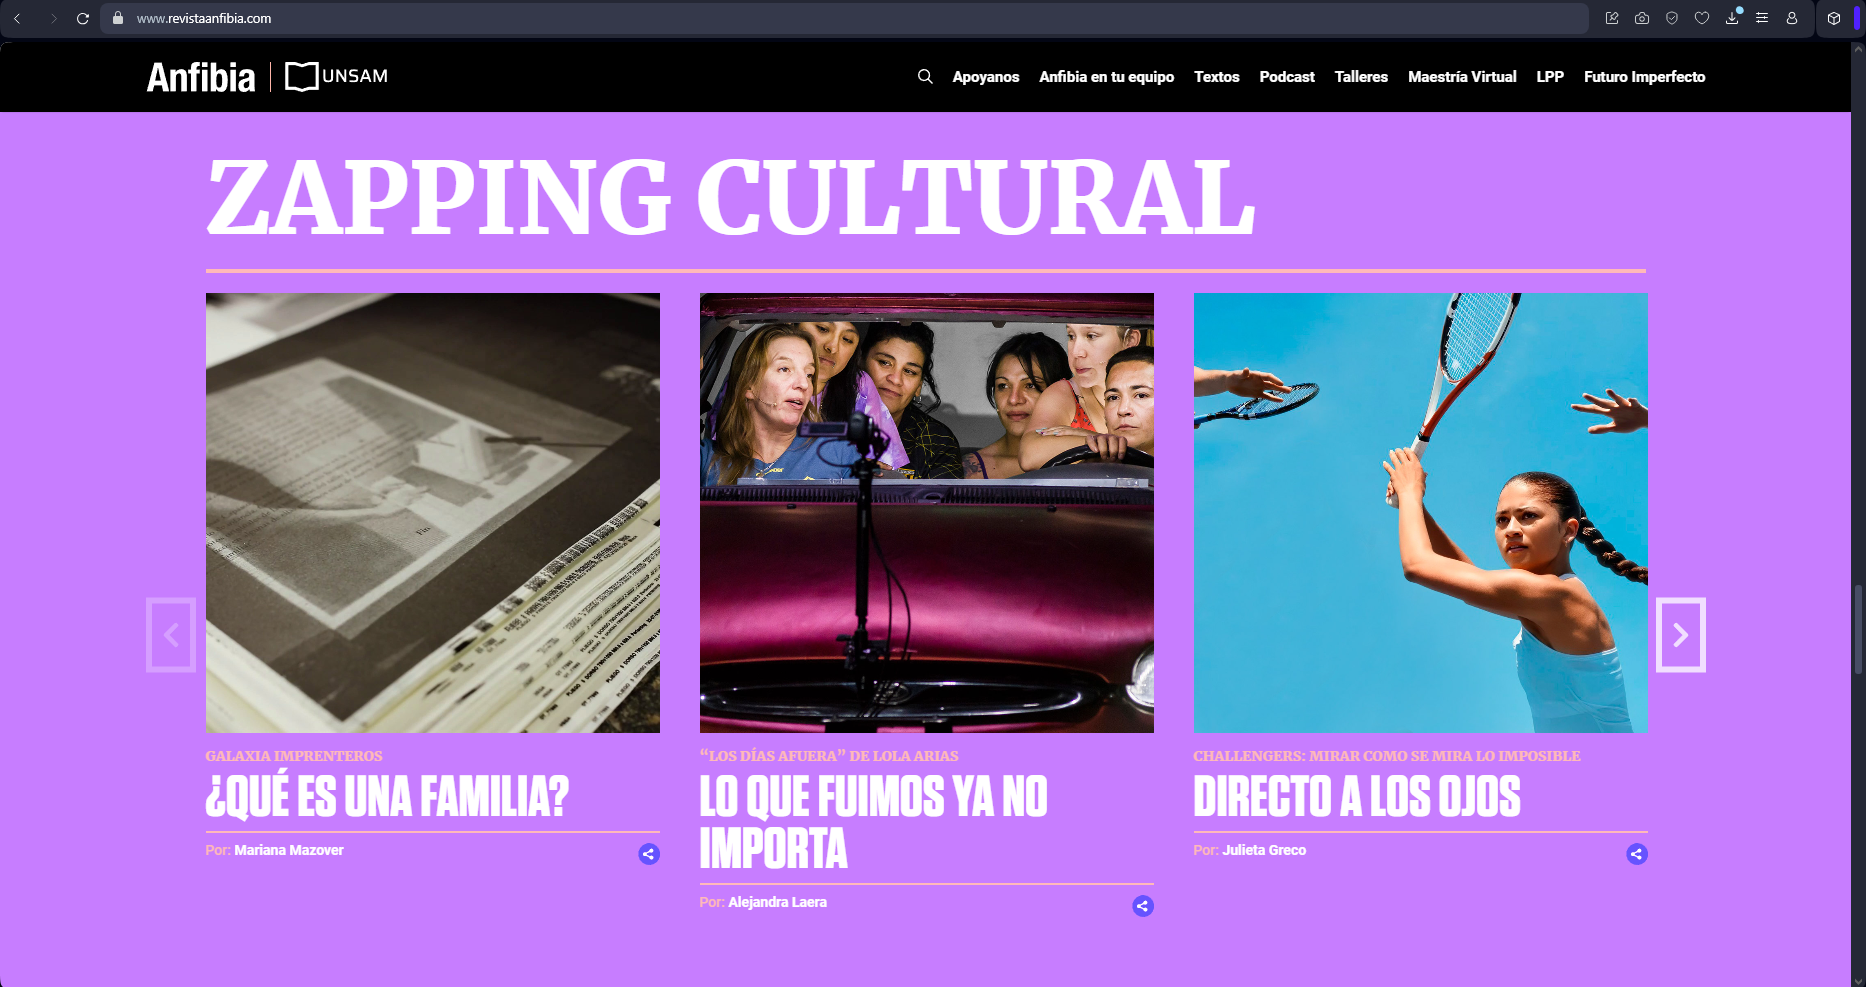 www.revistaanfibia.com
Anfibia
UNSAM
Apoyanos
Anfibia en tu equipo
Textos
Podcast
Talleres
Maestría Virtual
LPP
Futuro Imperfecto
ZAPPING CULTURAL
Fin
GALAXIA IMPRENTEROS
¿QUÉ ES UNA FAMILIA?
Por: Mariana Mazover
“LOS DÍAS AFUERA” DE LOLA ARIAS
LO QUE FUIMOS YA NO
IMPORTA
Por: Alejandra Laera
CHALLENGERS: MIRAR COMO SE MIRA LO IMPOSIBLE
DIRECTO A LOS OJOS
Por: Julieta Greco